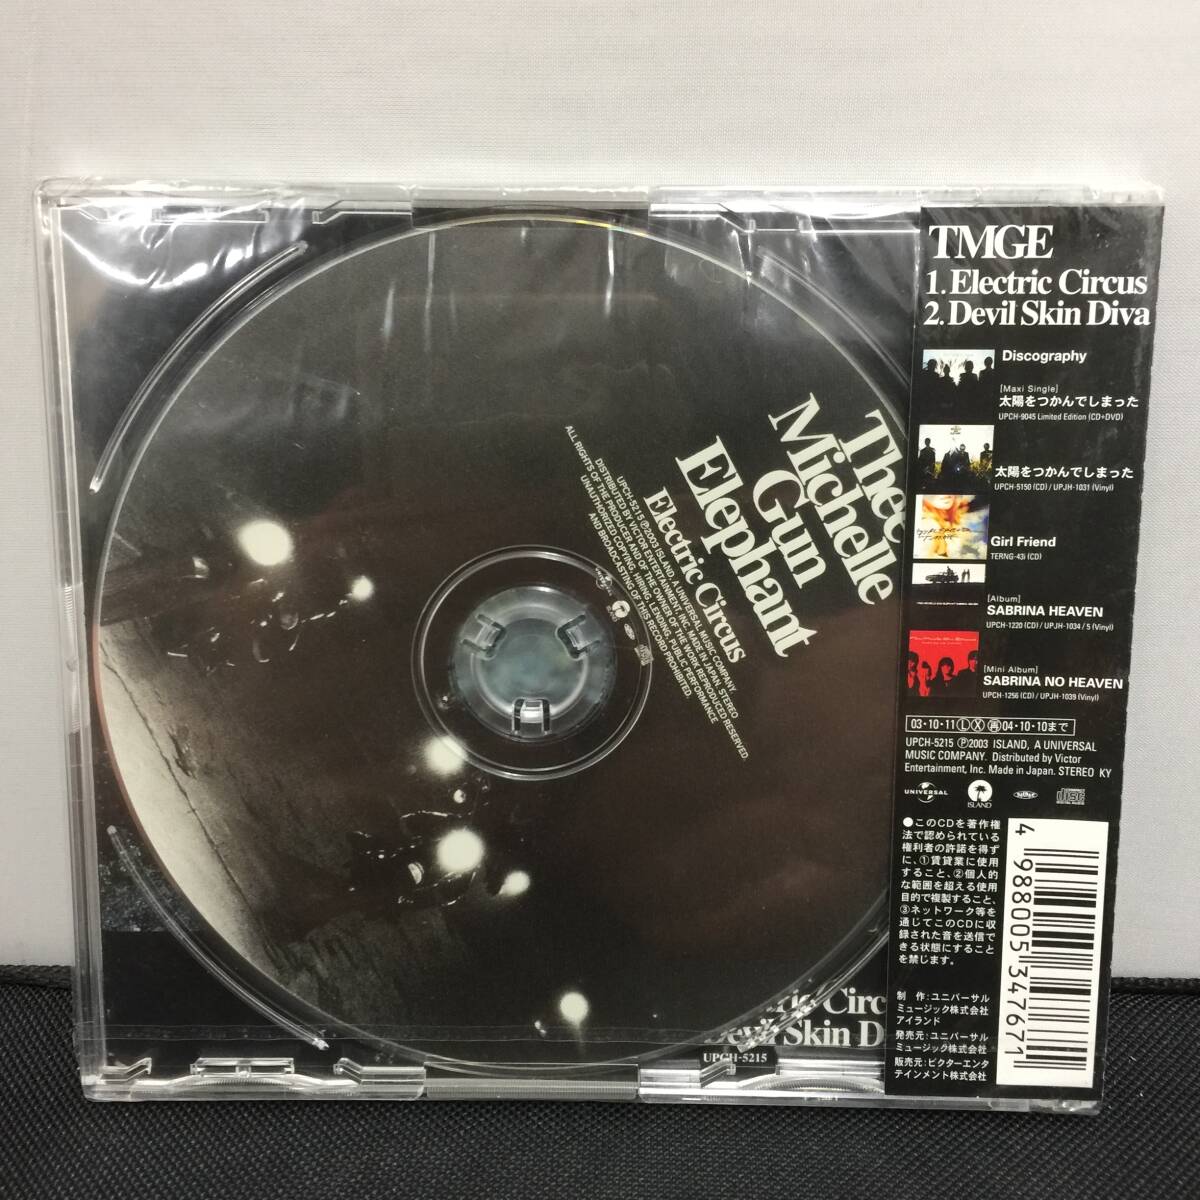 Thee
Michelle
Gun
Elephant
Electric Circus
UPCH-5215 ℗2003 ISLAND, A UNIVERSAL MUSIC COMPANY.
DISTRIBUTED BY VICTOR ENTERTAINMENT, INC. MADE IN JAPAN. STEREO
ALL RIGHTS OF THE PRODUCER AND OF THE OWNER OF THE WORK REPRODUCED RESERVED.
UNAUTHORIZED COPYING, HIRING, LENDING, PUBLIC PERFORMANCE
AND BROADCASTING OF THIS RECORD PROHIBITED.
Circ
Devil Skin D
UPCH-5215
TMGE
1. Electric Circus
2. Devil Skin Diva
Discography
[Maxi Single]
太陽をつかんでしまった
UPCH-9045 Limited Edition (CD+DVD)
太陽をつかんでしまった
UPCH-5150 (CD) / UPJH-1031 (Vinyl)
Girl Friend
TERNG-43i (CD)
[Album]
SABRINA HEAVEN
UPCH-1220 (CD) / UPJH-1034 / 5 (Vinyl)
[Mini Album]
SABRINA NO HEAVEN
UPCH-1256 (CD) / UPJH-1039 (Vinyl)
03・10・11 Ⓛ Ⓧ 再 04・10・10まで
UPCH-5215 ℗2003 ISLAND, A UNIVERSAL
MUSIC COMPANY. Distributed by Victor
Entertainment, Inc. Made in Japan. STEREO KY
UNIVERSAL
ISLAND
●このCDを著作権
法で認められている
権利者の許諾を得ず
に、①賃貸業に使用
すること、②個人的
な範囲を超える使用
目的で複製すること、
③ネットワーク等を
通じてこのCDに収
録された音を送信で
きる状態にすること
を禁じます。
制 作：ユニバーサル
ミュージック株式会社
アイランド
発売元：ユニバーサル
ミュージック株式会社
販売元：ビクターエンタ
テインメント株式会社
4 988005 347671